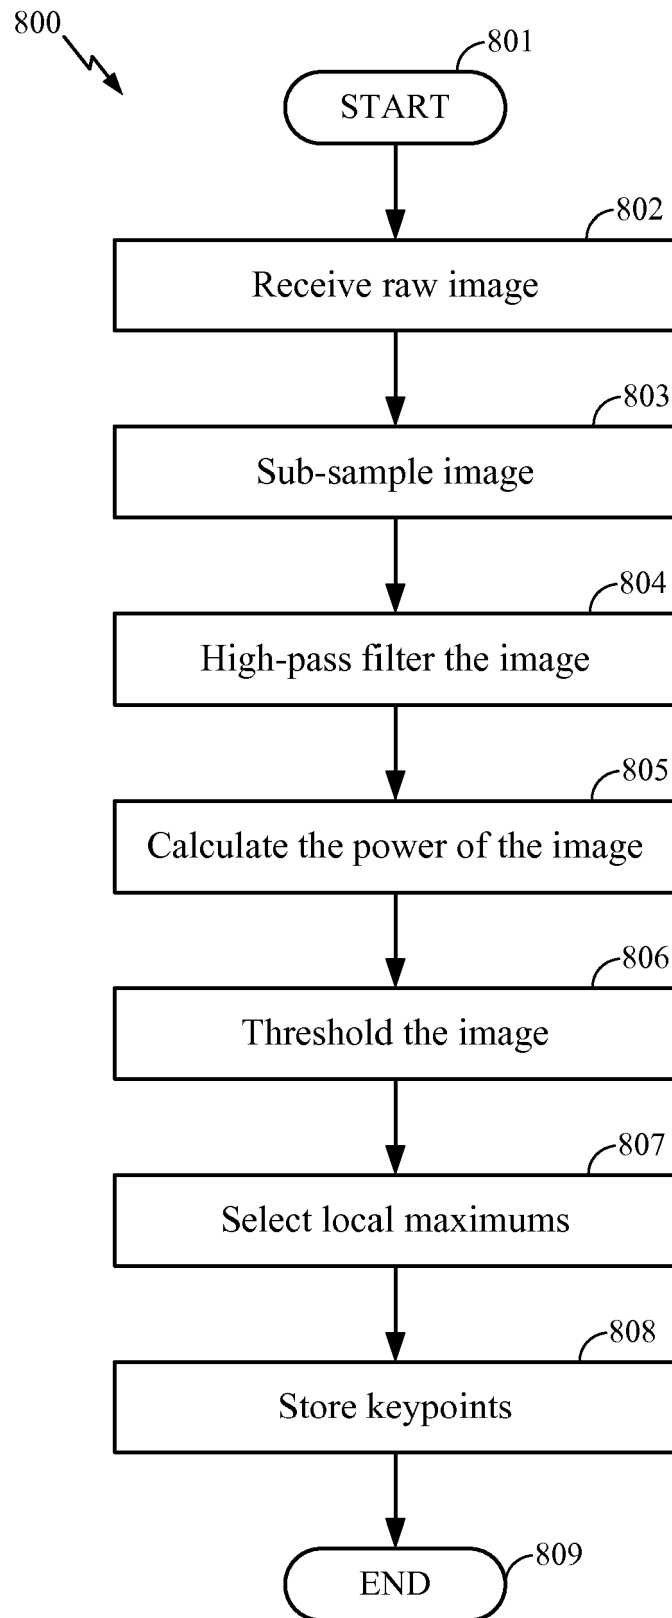 800
801
START
802
Receive raw image
803
Sub-sample image
804
High-pass filter the image
805
Calculate the power of the image
806
Threshold the image
807
Select local maximums
808
Store keypoints
809
END